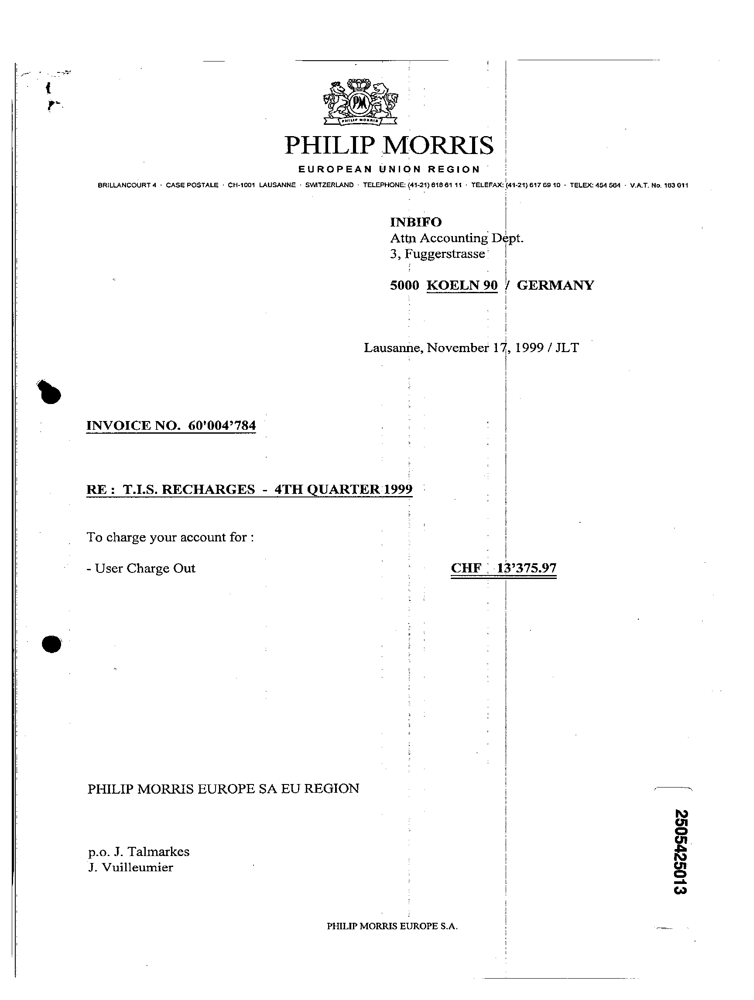 PM
PHILIP MORRIS
PHILIP MORRIS
EUROPEAN UNION REGION
BRILLANCOURT 4 · CASE POSTALE · CH-1001 LAUSANNE · SWITZERLAND · TELEPHONE: (41-21) 618 61 11 · TELEFAX: (41-21) 617 69 10 · TELEX: 454 564 · V.A.T. No. 163 011
INBIFO
Attn Accounting Dept.
3, Fuggerstrasse
5000 KOELN 90 / GERMANY
Lausanne, November 17, 1999 / JLT
INVOICE NO. 60'004'784
RE : T.I.S. RECHARGES - 4TH QUARTER 1999
To charge your account for :
- User Charge Out CHF 13'375.97
PHILIP MORRIS EUROPE SA EU REGION
p.o. J. Talmarkes
J. Vuilleumier
2505425013
PHILIP MORRIS EUROPE S.A.